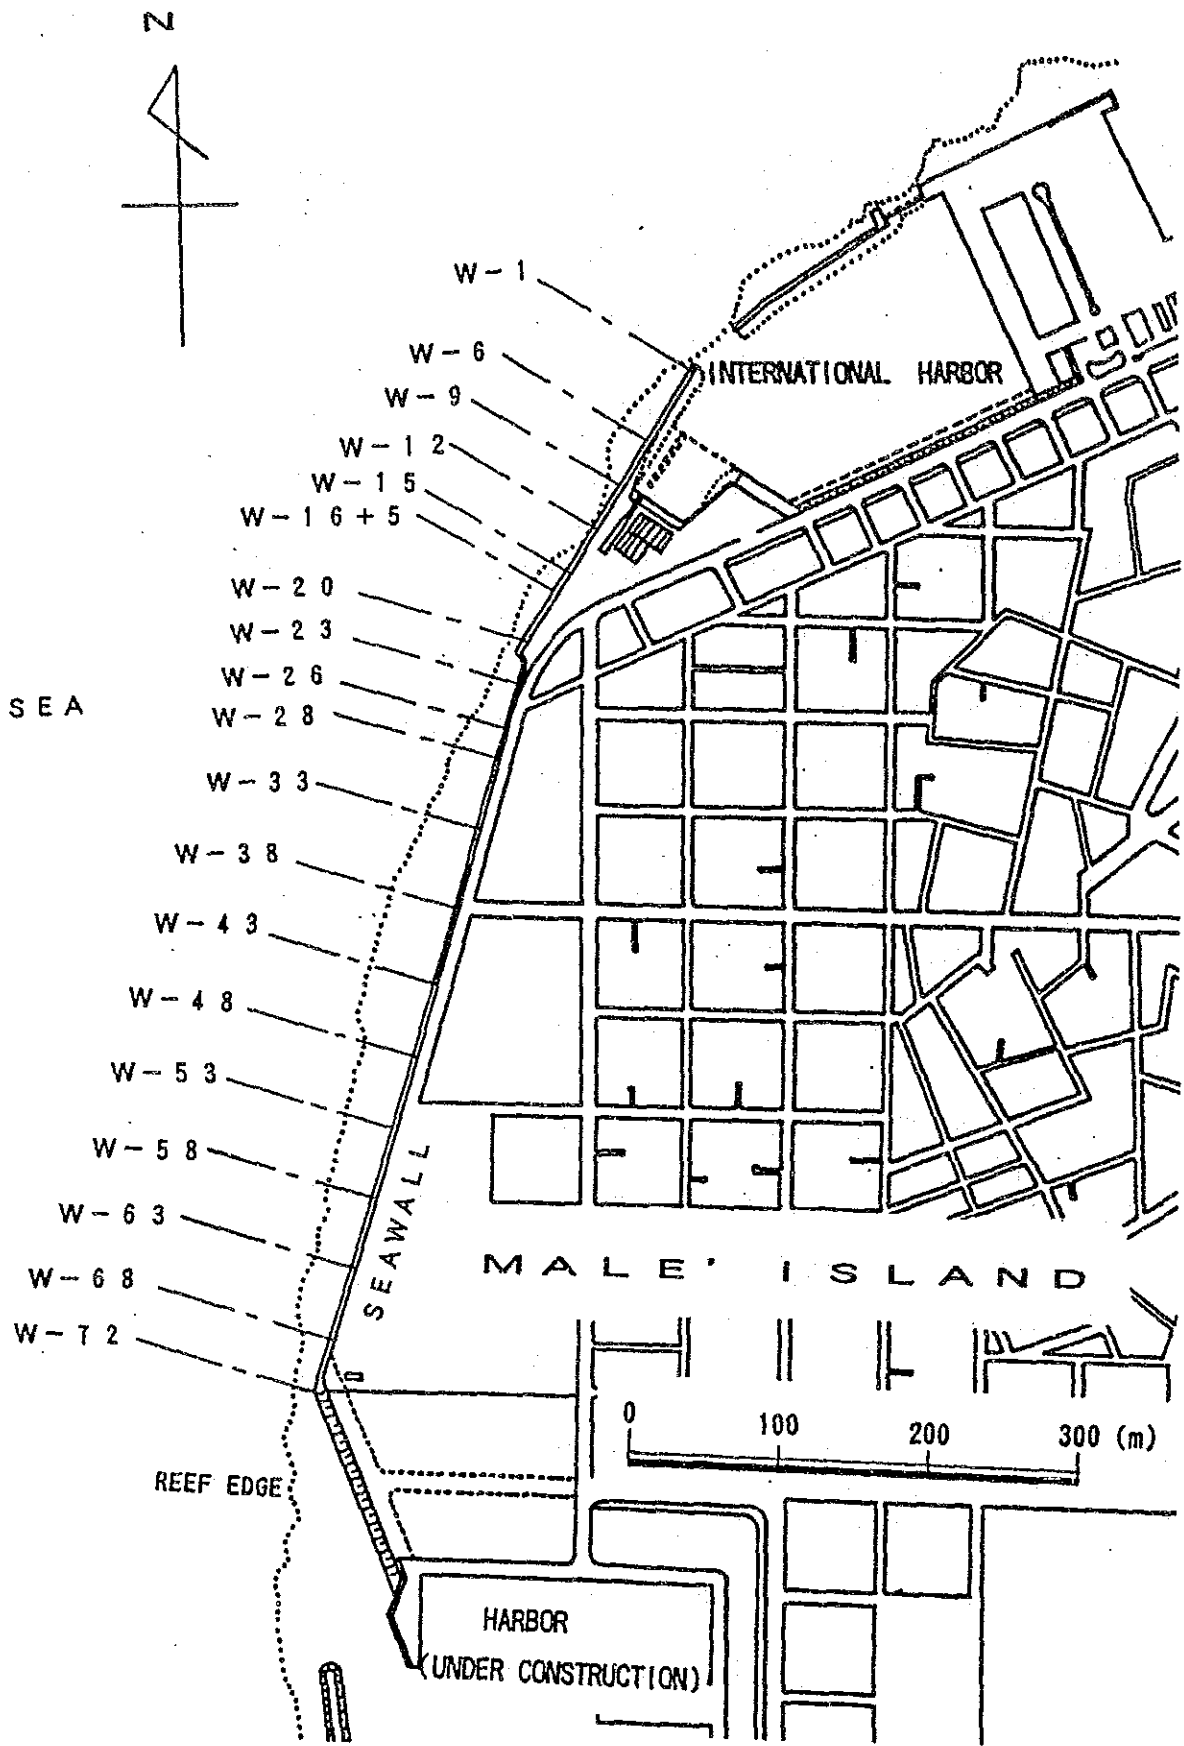 N
W-1
W-6
INTERNATIONAL HARBOR
W-9
W-12
W-15
W-16+5
W-20
W-23
W-26
SEA
W-28
W-33
W-38
W-43
W-48
W-53
W-58
SEAWALL
W-63
MALE' ISLAND
W-68
W-72
0 100 200 300 (m)
REEF EDGE
HARBOR
(UNDER CONSTRUCTION)